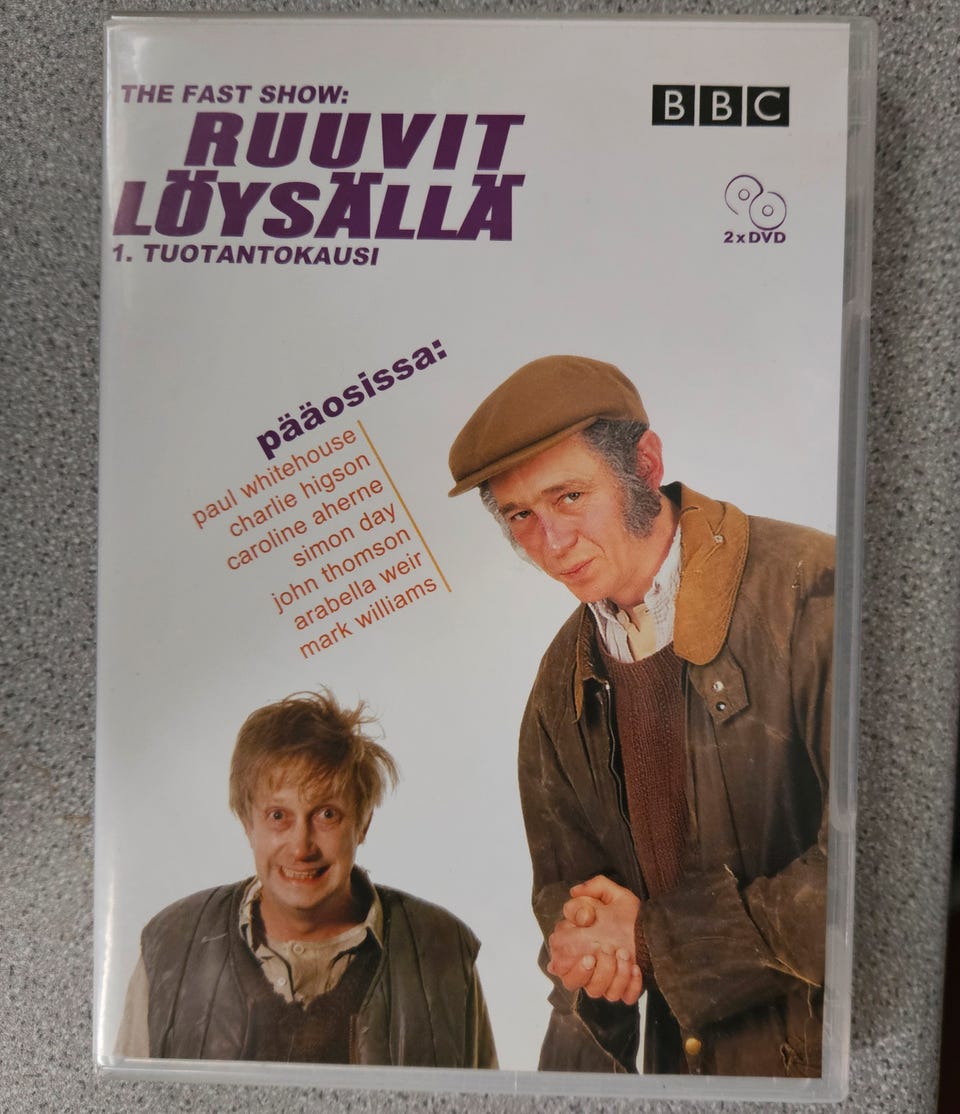 THE FAST SHOW:
RUUVIT
LÖYSÄLLÄ
1. TUOTANTOKAUSI
BBC
2xDVD
pääosissa:
paul whitehouse
charlie higson
caroline aherne
simon day
john thomson
arabella weir
mark williams